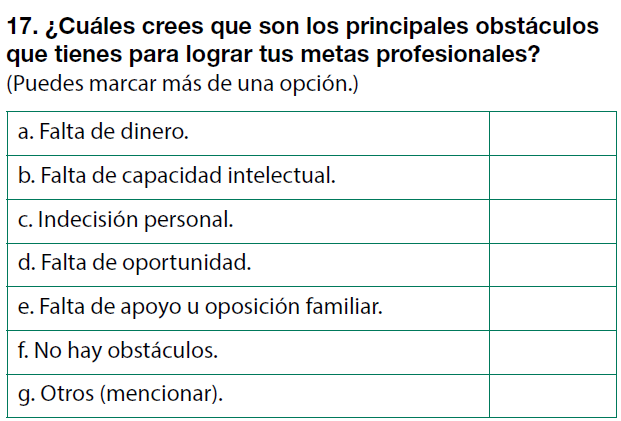 17. ¿Cuáles crees que son los principales obstáculos
que tienes para lograr tus metas profesionales?
(Puedes marcar más de una opción.)
a. Falta de dinero.
b. Falta de capacidad intelectual.
c. Indecisión personal.
d. Falta de oportunidad.
e. Falta de apoyo u oposición familiar.
f. No hay obstáculos.
g. Otros (mencionar).